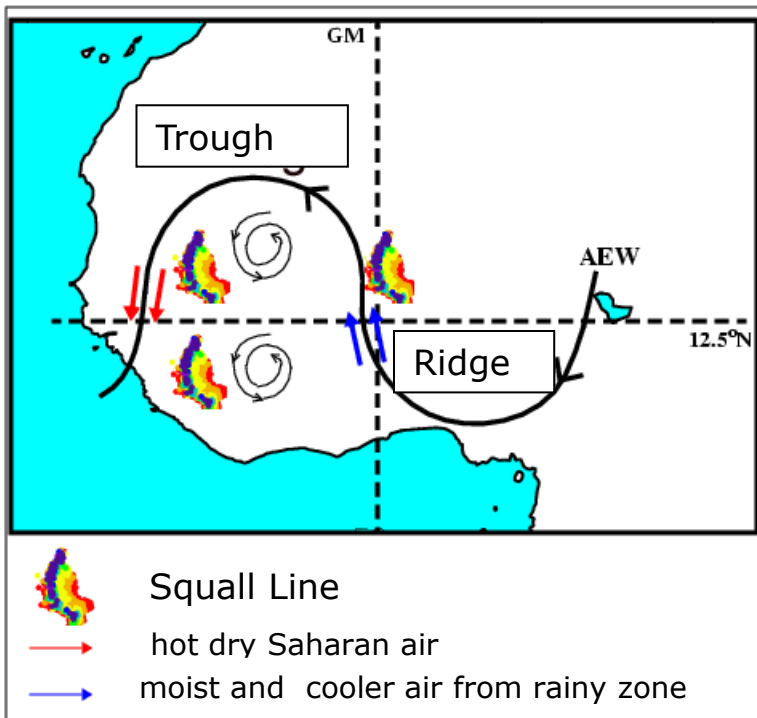 GM
Trough
AEW
12.5°N
Ridge
Squall Line
hot dry Saharan air
moist and cooler air from rainy zone